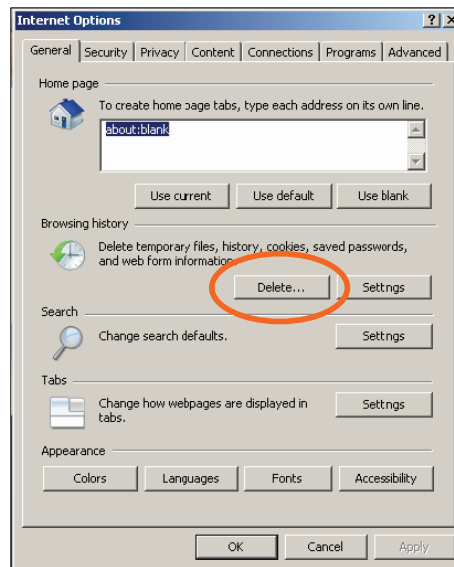 Internet Options
? X
General Security Privacy Content Connections Programs Advanced
Home page
To create home page tabs, type each address on its own line.
about:blank
Use current Use default Use blank
Browsing history
Delete temporary files, history, cookies, saved passwords,
and web form information.
Delete... Settngs
Search
Change search defaults.
Settngs
Tabs
Change how webpages are displayed in
tabs.
Settngs
Appearance
Colors Languages Fonts Accessibility
OK Cancel Apply